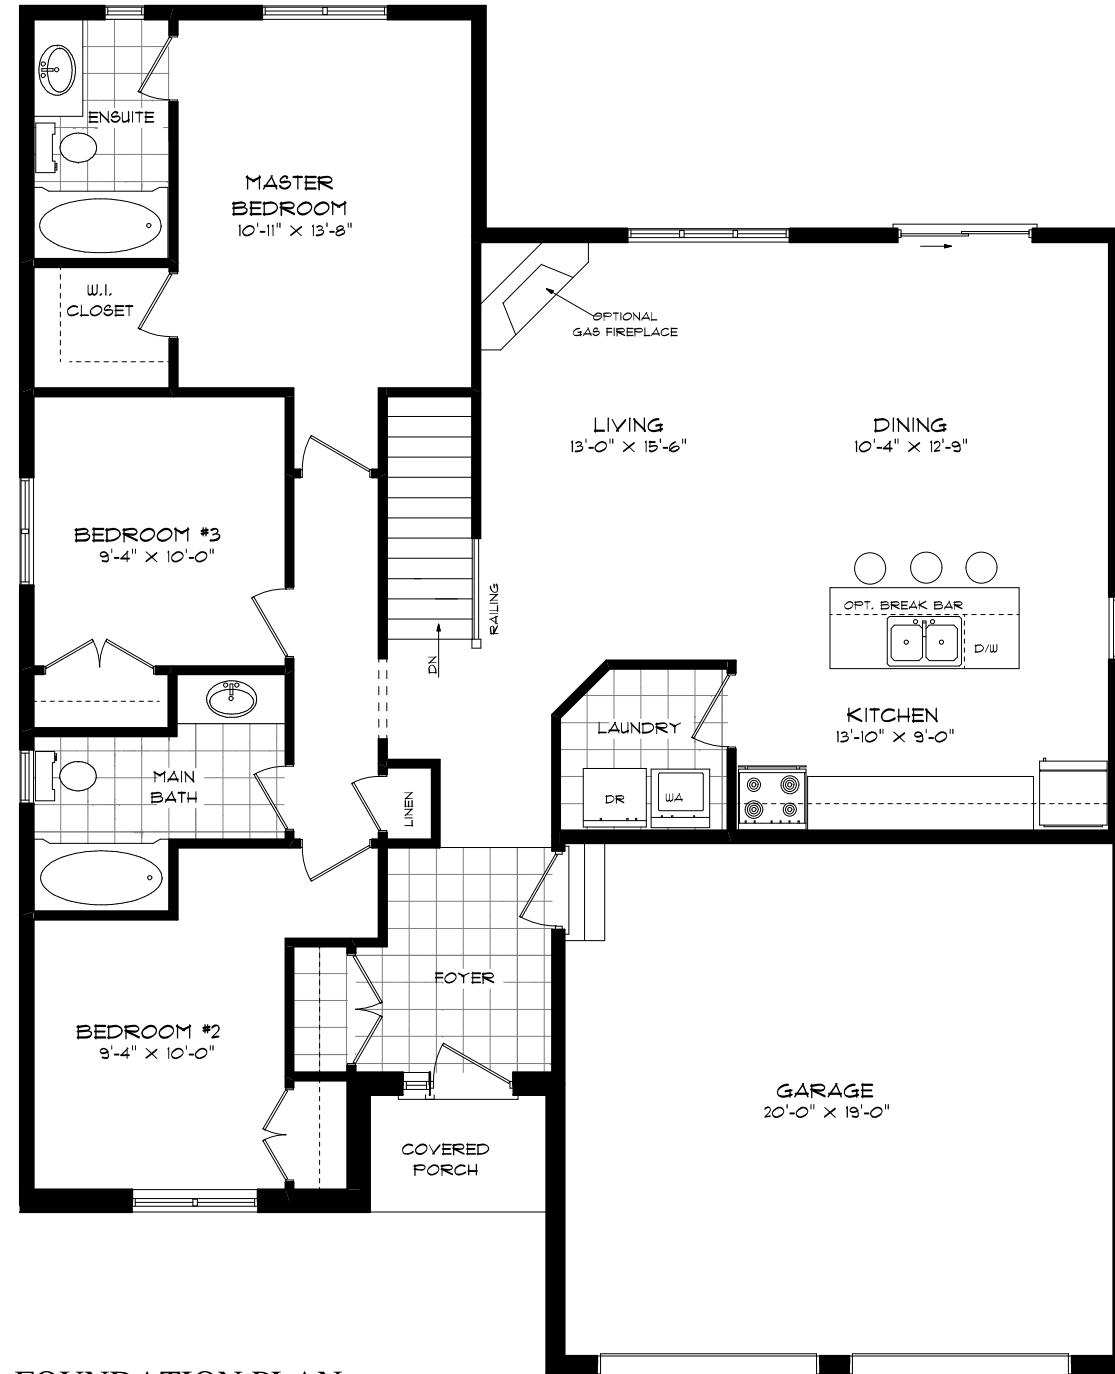 ENSUITE
MASTER
BEDROOM
10'-11" X 13'-8"
W.I.
CLOSET
OPTIONAL
GAS FIREPLACE
LIVING
13'-0" X 15'-6"
DINING
10'-4" X 12'-9"
BEDROOM #3
9'-4" X 10'-0"
RAILING
DN
OPT. BREAK BAR
D/W
LAUNDRY
KITCHEN
13'-10" X 9'-0"
MAIN
BATH
DR
WA
LINEN
FOYER
BEDROOM #2
9'-4" X 10'-0"
GARAGE
20'-0" X 19'-0"
COVERED
PORCH
FOUNDATION PLAN